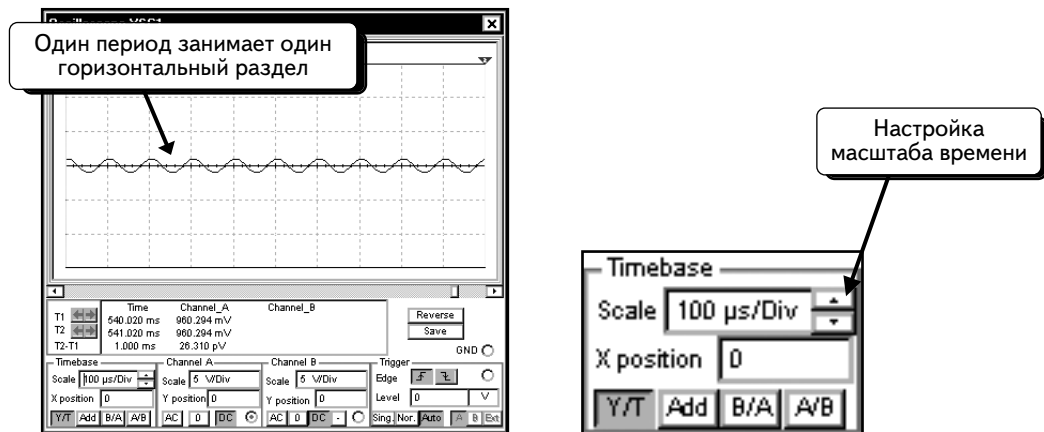 Один период занимает один
горизонтальный раздел
Time Channel_A Channel_B
T1 540.020 ms 960.294 mV
T2 541.020 ms 960.294 mV
T2-T1 1.000 ms 26.310 pV
Reverse
Save
GND
Timebase Channel A Channel B Trigger
Scale 100 µs/Div Scale 5 V/Div Scale 5 V/Div Edge
X position 0 Y position 0 Y position 0 Level 0 V
Y/T Add B/A A/B AC 0 DC AC 0 DC - Sing. Nor. Auto A B Ext
Настройка
масштаба времени
Timebase
Scale 100 µs/Div
X position 0
Y/T Add B/A A/B